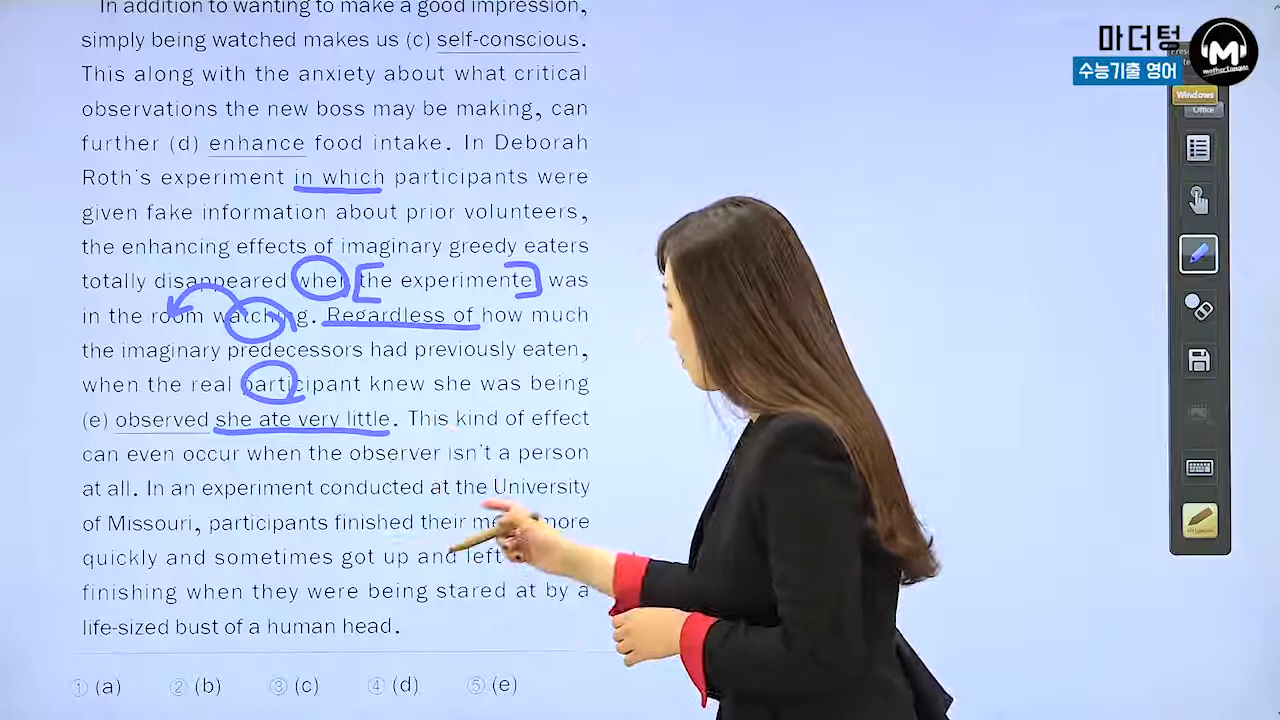 In addition to wanting to make a good impression,
simply being watched makes us (c) self-conscious.
This along with the anxiety about what critical
observations the new boss may be making, can
further (d) enhance food intake. In Deborah
Roth's experiment in which participants were
given fake information about prior volunteers,
the enhancing effects of imaginary greedy eaters
totally disappeared when the experimenter was
in the room watching. Regardless of how much
the imaginary predecessors had previously eaten,
when the real participant knew she was being
(e) observed she ate very little. This kind of effect
can even occur when the observer isn't a person
at all. In an experiment conducted at the University
of Missouri, participants finished their more
quickly and sometimes got up and left
finishing when they were being stared at by a
life-sized bust of a human head.
① (a) ② (b) ③ (c) ④ (d) ⑤ (e)
마더텅
수능기출 영어
M
mother tongue
Windows
Office